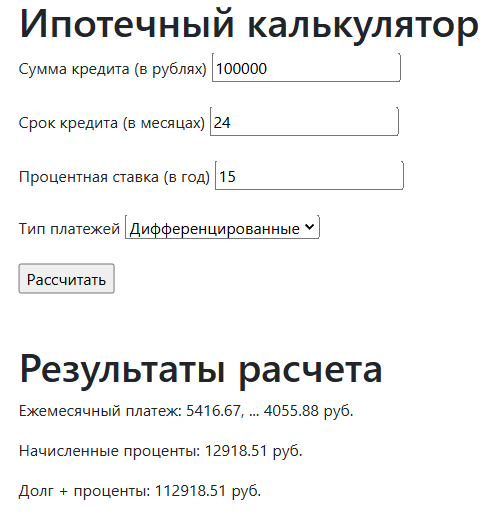 Ипотечный калькулятор
Сумма кредита (в рублях) 100000
Срок кредита (в месяцах) 24
Процентная ставка (в год) 15
Тип платежей Дифференцированные
Рассчитать
Результаты расчета
Ежемесячный платеж: 5416.67, ... 4055.88 руб.
Начисленные проценты: 12918.51 руб.
Долг + проценты: 112918.51 руб.